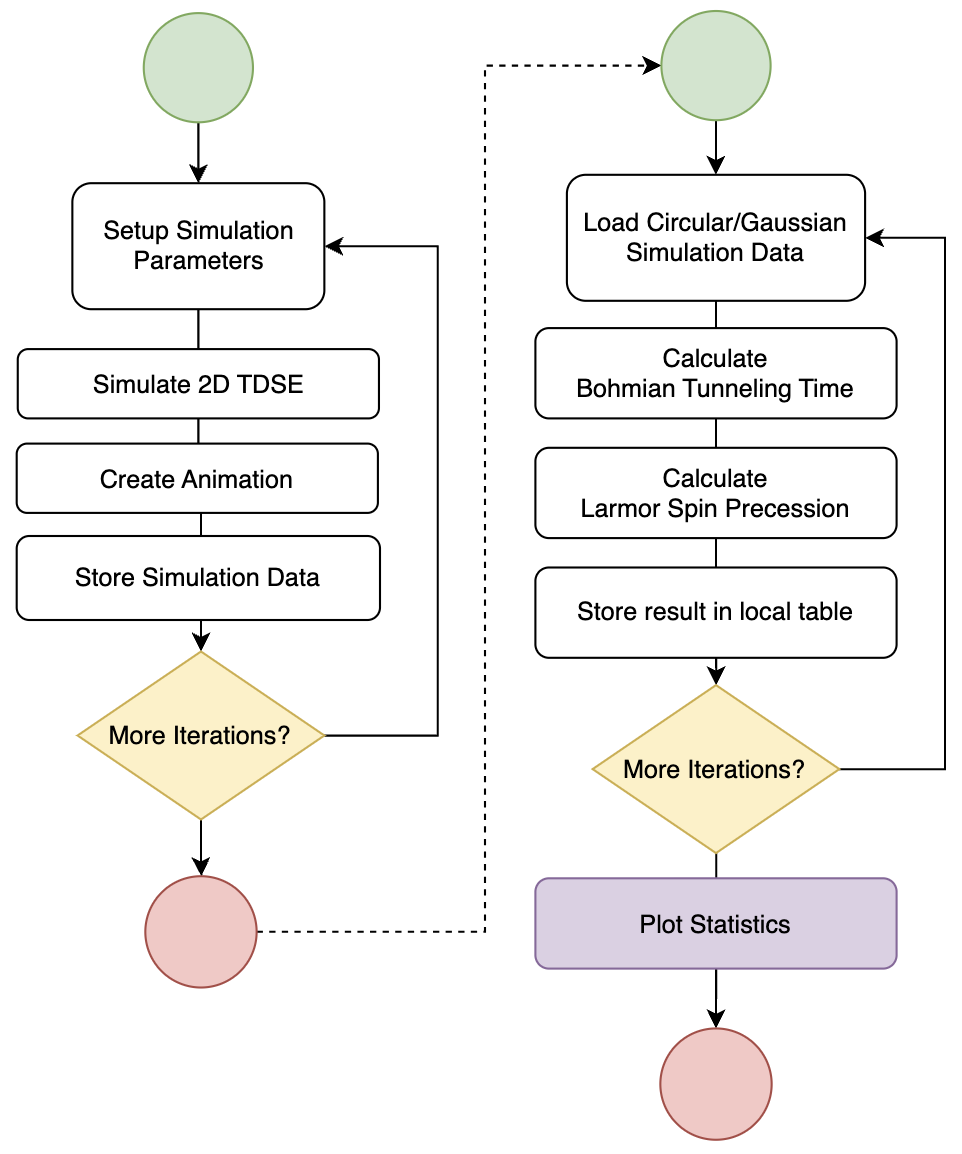 Setup Simulation
Parameters
Simulate 2D TDSE
Create Animation
Store Simulation Data
More Iterations?
Load Circular/Gaussian
Simulation Data
Calculate
Bohmian Tunneling Time
Calculate
Larmor Spin Precession
Store result in local table
More Iterations?
Plot Statistics